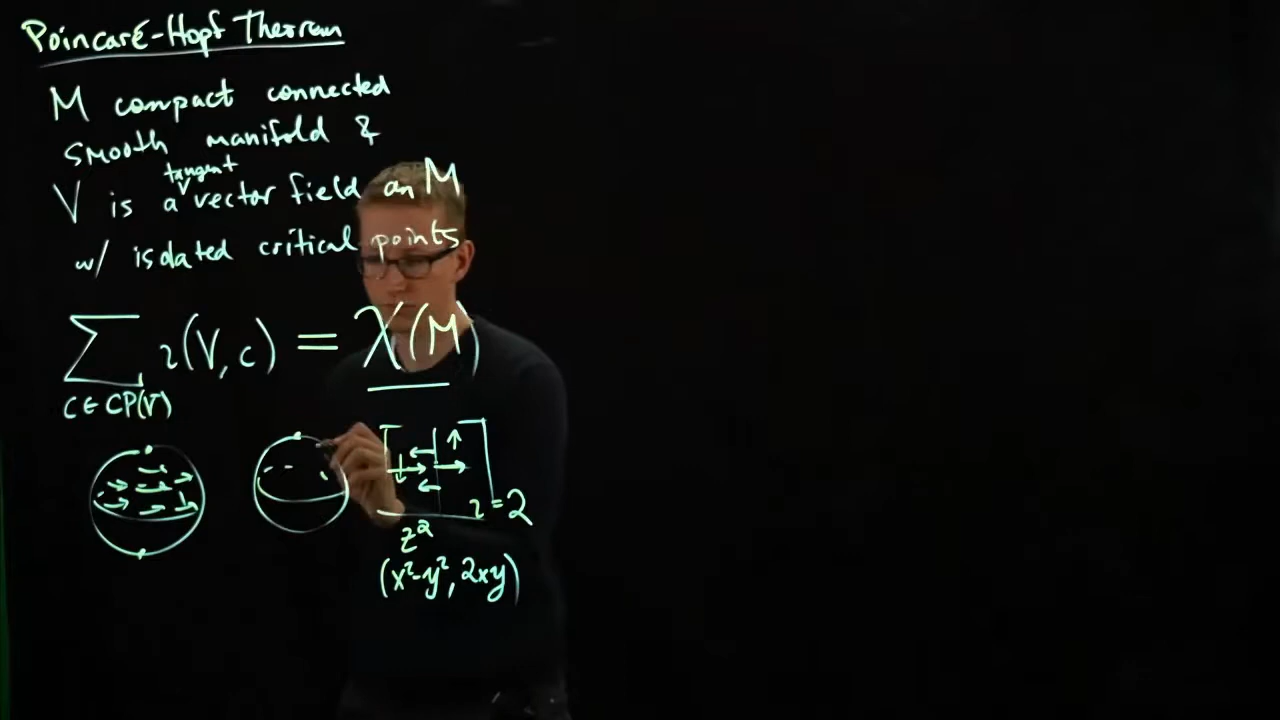 Poincaré-Hopf Theorem
M compact connected
smooth manifold &
tangent
V is a vector field on M
w/ isolated critical points
∑ ı(V, c) = χ(M)
c ∈ CP(V)
ı = 2
z²
(x²-y², 2xy)